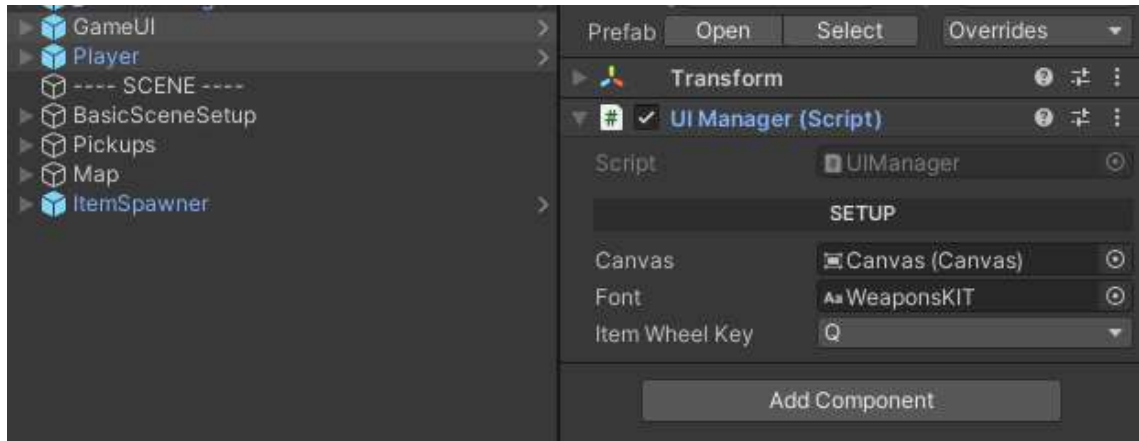 GameUI
Player
---- SCENE ----
BasicSceneSetup
Pickups
Map
ItemSpawner
Prefab Open Select Overrides
Transform
# UI Manager (Script)
Script UIManager
SETUP
Canvas Canvas (Canvas)
Font Aa WeaponsKIT
Item Wheel Key Q
Add Component